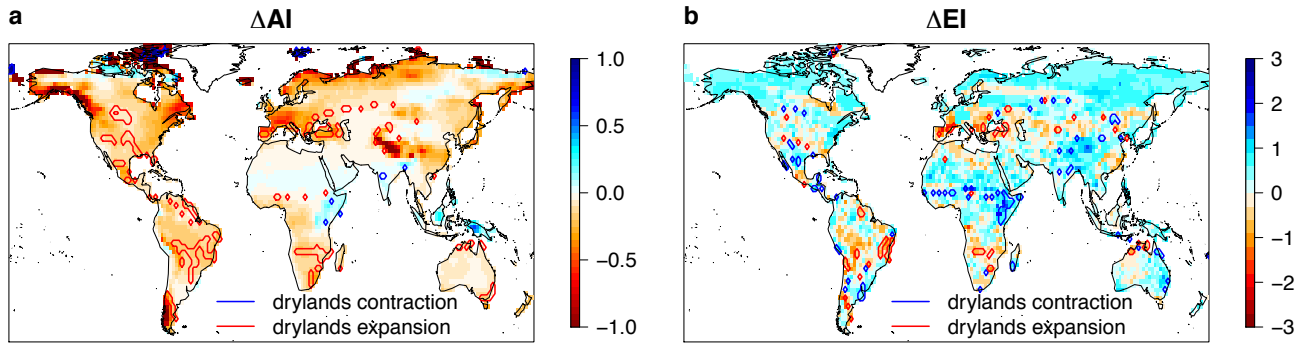 a
ΔAI
1.0
0.5
0.0
−0.5
−1.0
drylands contraction
drylands expansion
b
ΔEI
3
2
1
0
−1
−2
−3
drylands contraction
drylands expansion